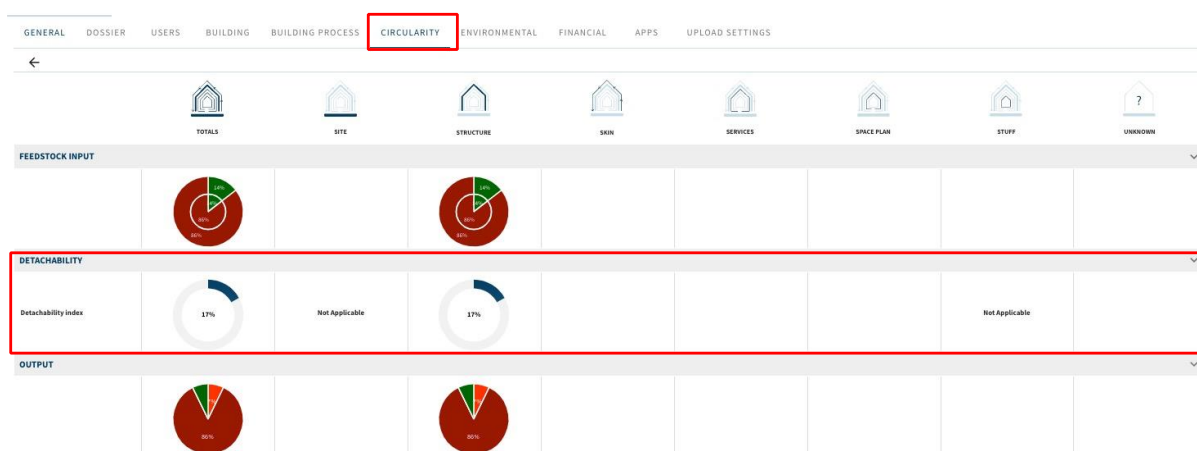 GENERAL DOSSIER USERS BUILDING BUILDING PROCESS CIRCULARITY ENVIRONMENTAL FINANCIAL APPS UPLOAD SETTINGS
?
TOTALS SITE STRUCTURE SKIN SERVICES SPACE PLAN STUFF UNKNOWN
FEEDSTOCK INPUT
14% 14%
86% 86%
86% 86%
DETACHABILITY
Detachability index 17% Not Applicable 17% Not Applicable
OUTPUT
86% 86%